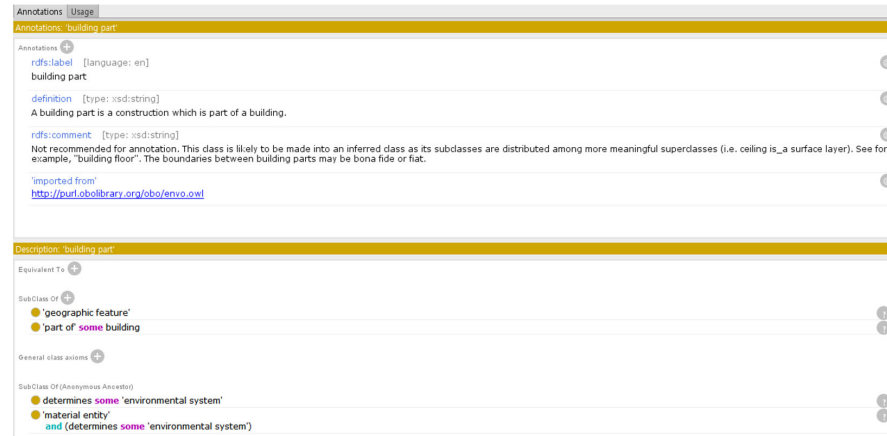 Annotations Usage
Annotations: 'building part'
Annotations
rdfs:label [language: en]
building part
definition [type: xsd:string]
A building part is a construction which is part of a building.
rdfs:comment [type: xsd:string]
Not recommended for annotation. This class is likely to be made into an inferred class as its subclasses are distributed among more meaningful superclasses (i.e. ceiling is_a surface layer). See for
example, "building floor". The boundaries between building parts may be bona fide or fiat.
'imported from'
http://purl.obolibrary.org/obo/envo.owl
Description: 'building part'
Equivalent To
SubClass Of
'geographic feature'
'part of' some building
General class axioms
SubClass Of (Anonymous Ancestor)
determines some 'environmental system'
'material entity'
and (determines some 'environmental system')